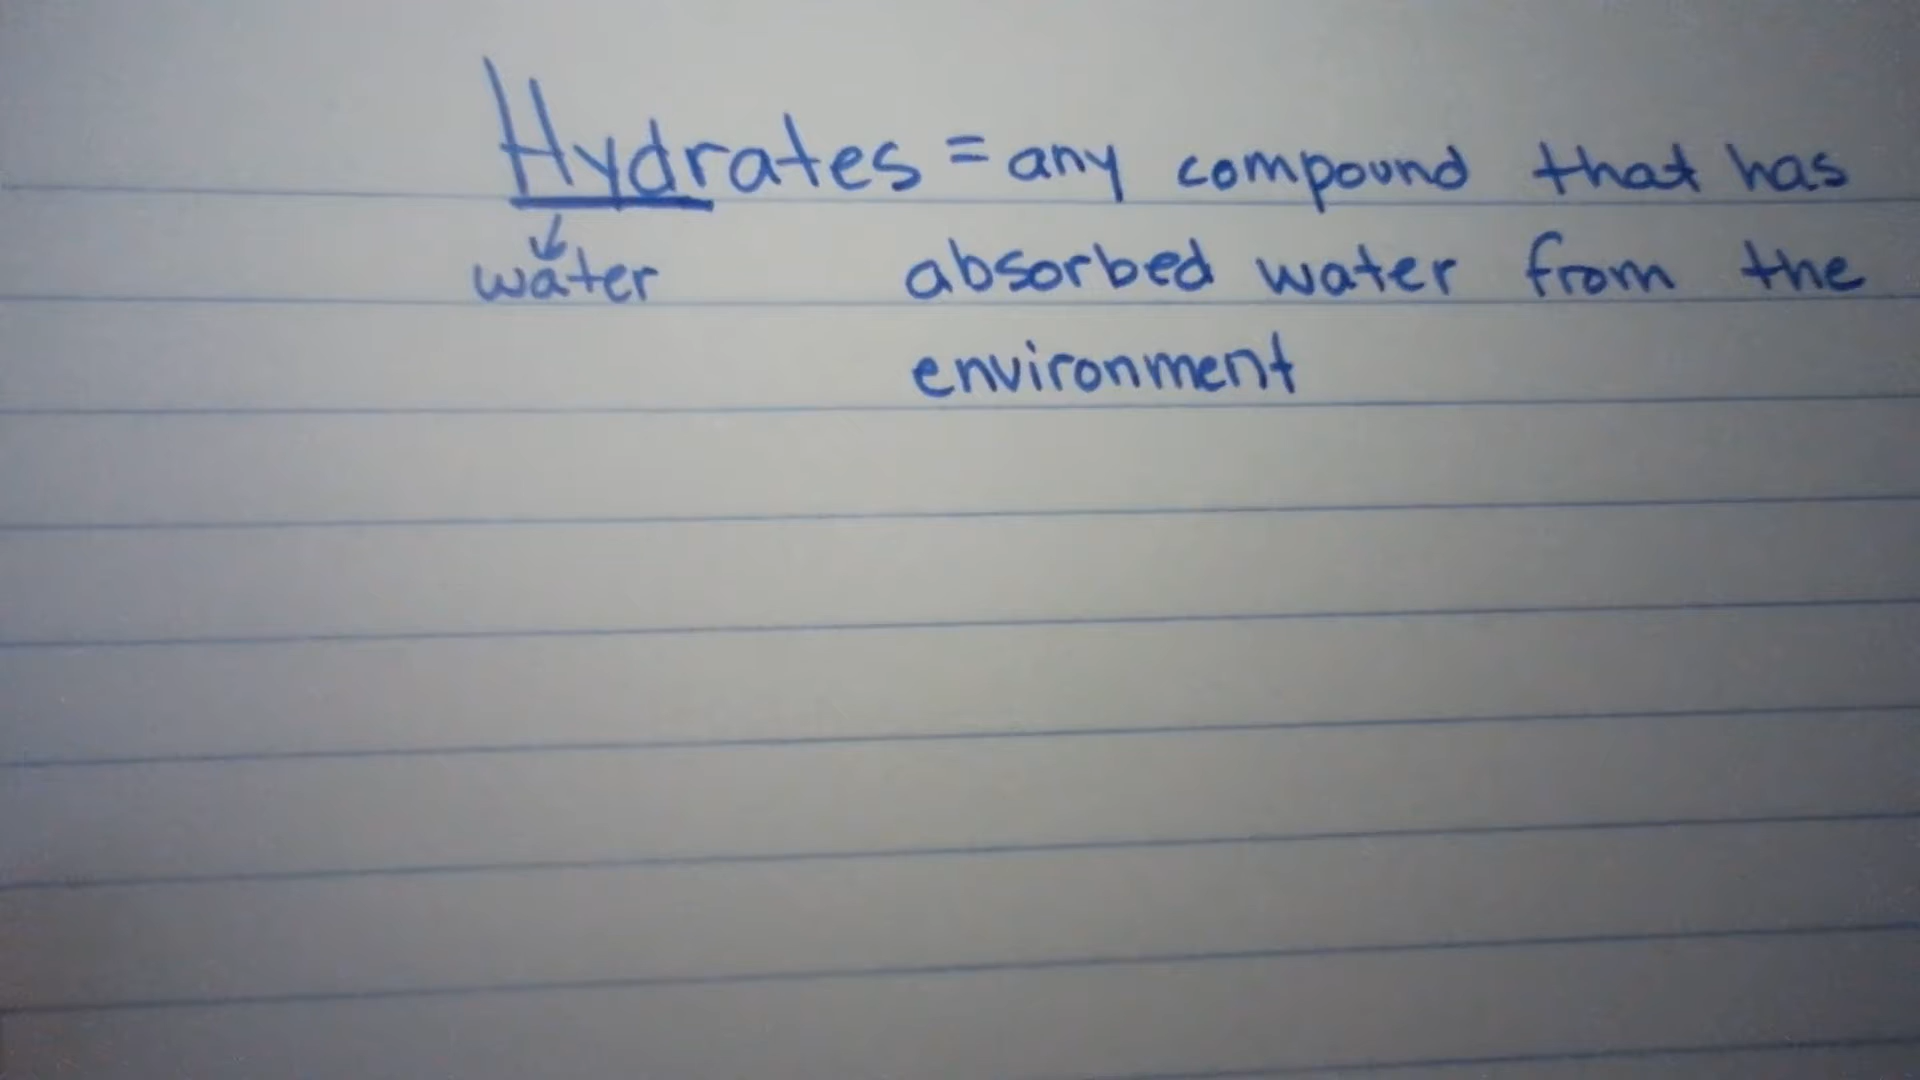 Hydrates = any compound that has
water absorbed water from the
environment